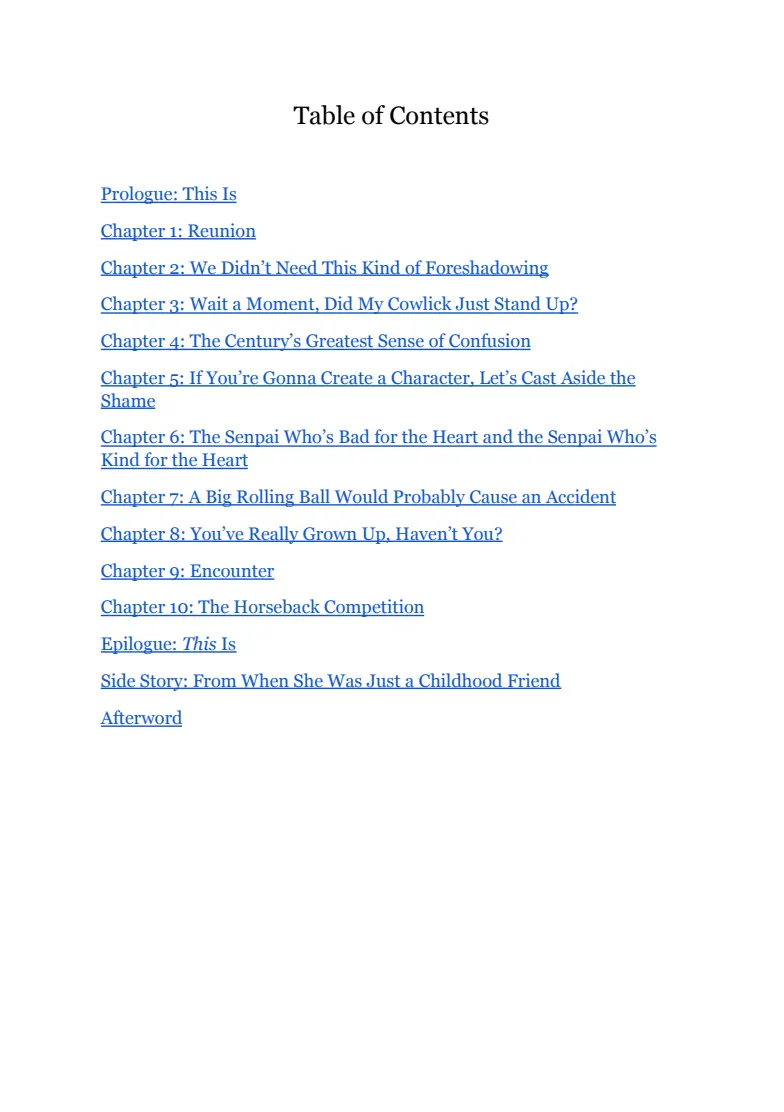 Table of Contents
Prologue: This Is
Chapter 1: Reunion
Chapter 2: We Didn’t Need This Kind of Foreshadowing
Chapter 3: Wait a Moment, Did My Cowlick Just Stand Up?
Chapter 4: The Century’s Greatest Sense of Confusion
Chapter 5: If You’re Gonna Create a Character, Let’s Cast Aside the
Shame
Chapter 6: The Senpai Who’s Bad for the Heart and the Senpai Who’s
Kind for the Heart
Chapter 7: A Big Rolling Ball Would Probably Cause an Accident
Chapter 8: You’ve Really Grown Up, Haven’t You?
Chapter 9: Encounter
Chapter 10: The Horseback Competition
Epilogue: This Is
Side Story: From When She Was Just a Childhood Friend
Afterword